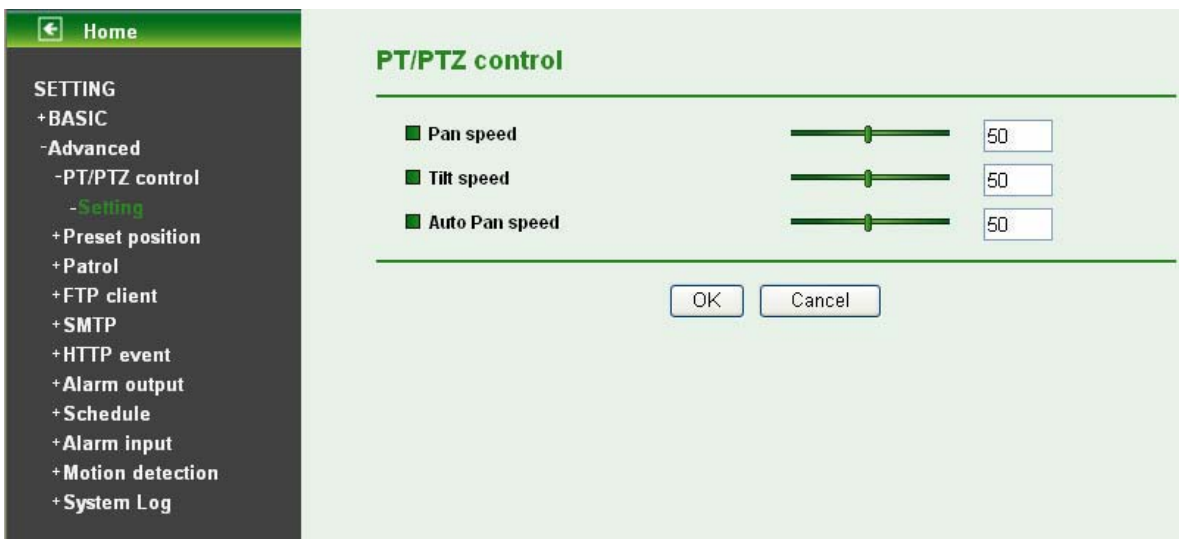 Home
SETTING
+BASIC
-Advanced
-PT/PTZ control
-Setting
+Preset position
+Patrol
+FTP client
+SMTP
+HTTP event
+Alarm output
+Schedule
+Alarm input
+Motion detection
+System Log
PT/PTZ control
Pan speed 50
Tilt speed 50
Auto Pan speed 50
OK Cancel